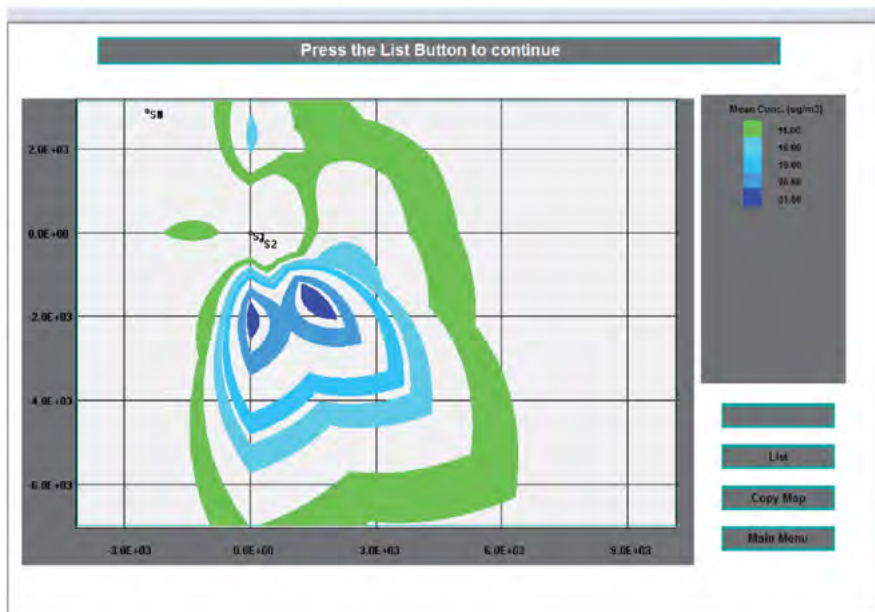 Press the List Button to continue
Mean Conc. (ug/m3)
2.0E+03
0.0E+00
S2
-2.0E+03
-4.0E+03
-6.0E+03
-3.0E+03 0.0E+00 3.0E+03 6.0E+03 9.0E+03
List
Copy Map
Main Menu